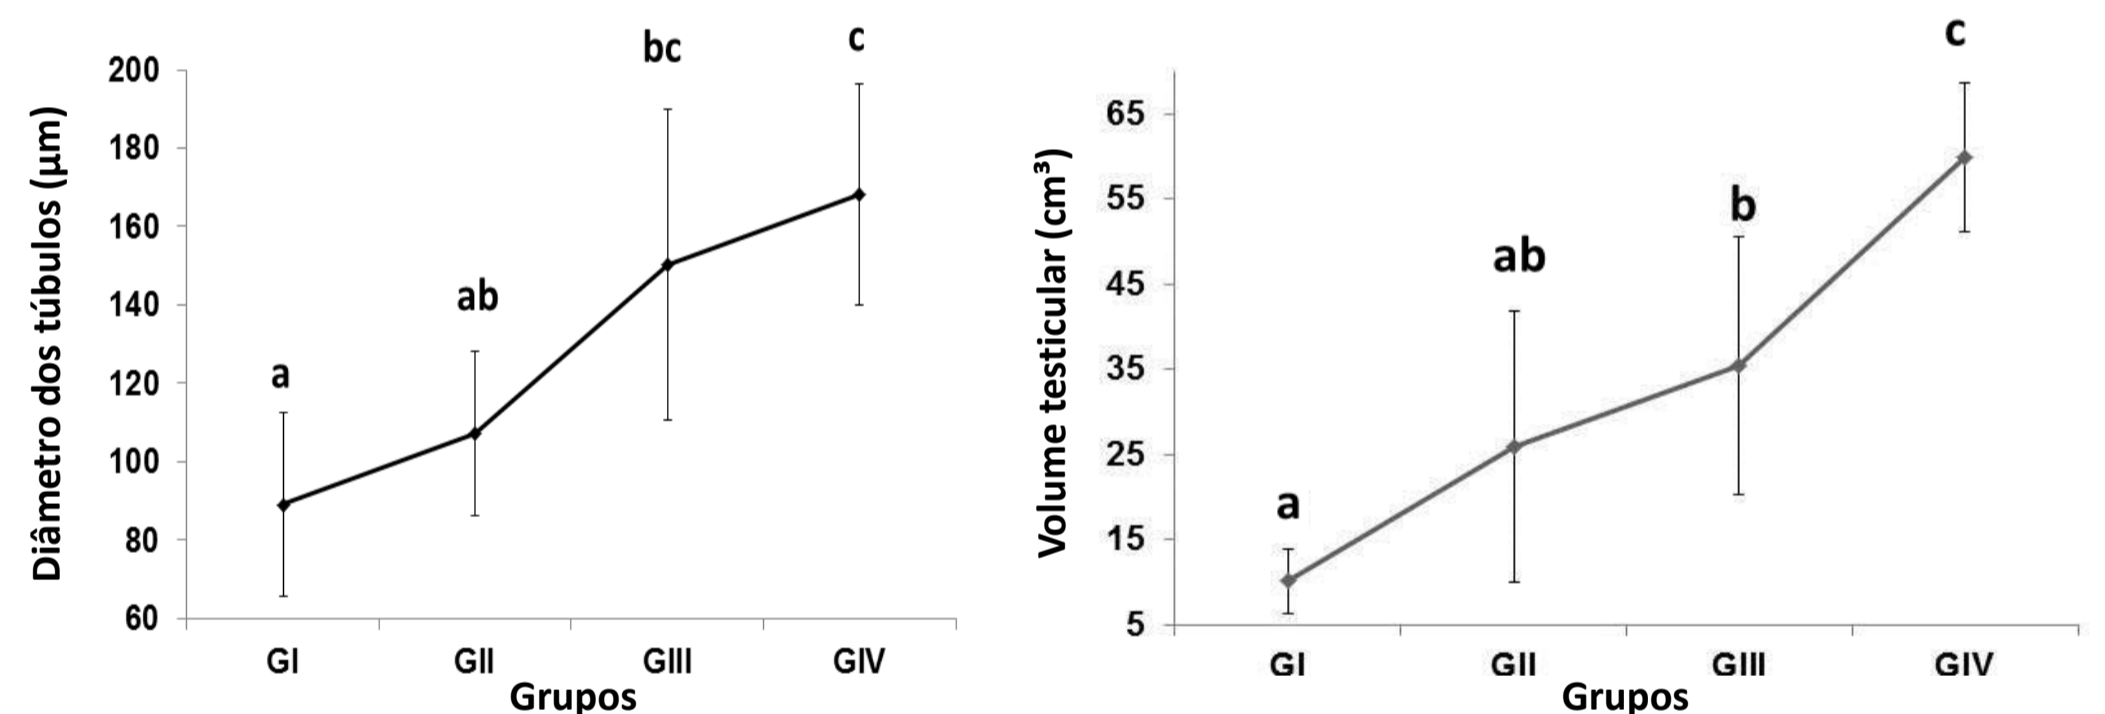 Diâmetro dos túbulos (µm)
200
180
160
140
120
100
80
60
a
ab
bc
c
GI GII GIII GIV
Grupos
Volume testicular (cm³)
65
55
45
35
25
15
5
a
ab
b
c
GI GII GIII GIV
Grupos